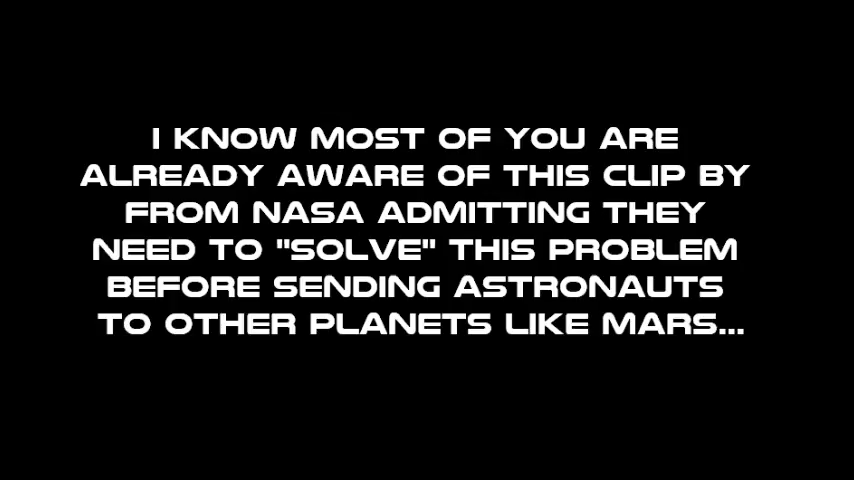 I KNOW MOST OF YOU ARE
ALREADY AWARE OF THIS CLIP BY
FROM NASA ADMITTING THEY
NEED TO "SOLVE" THIS PROBLEM
BEFORE SENDING ASTRONAUTS
TO OTHER PLANETS LIKE MARS...